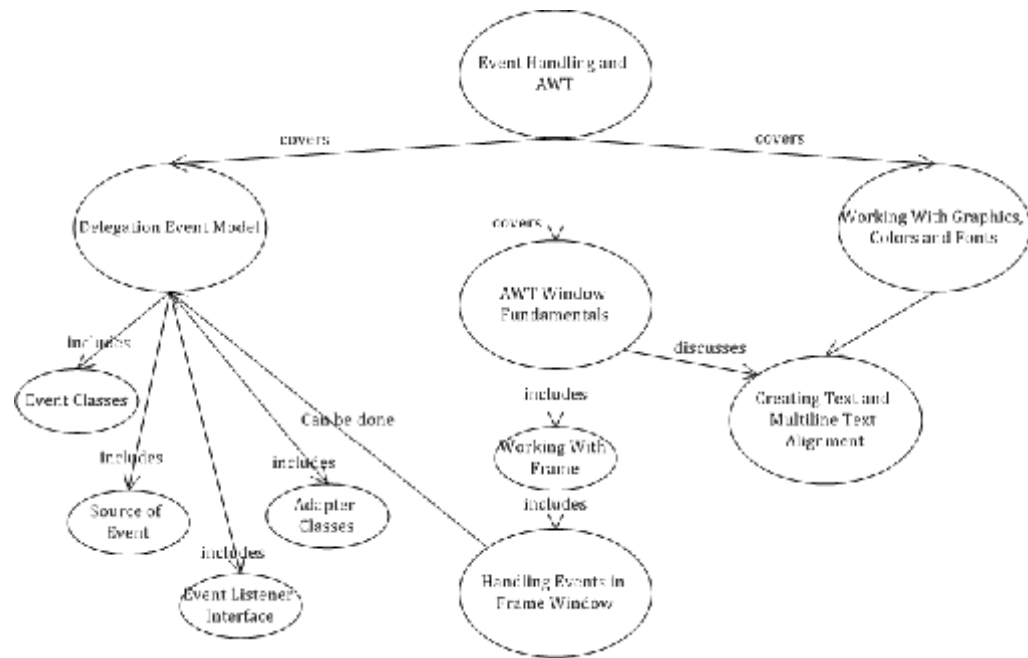 Event Handling and
AWT
covers
covers
Delegation Event Model
covers
Working With Graphics,
Colors and Fonts
AWT Window
Fundamentals
includes
discusses
Event Classes
includes
Creating Text and
Multiline Text
Alignment
Can be done
Working With
Frame
includes
includes
Adapter
Classes
includes
Source of
Event
includes
Handling Events in
Frame Window
Event Listener
Interface